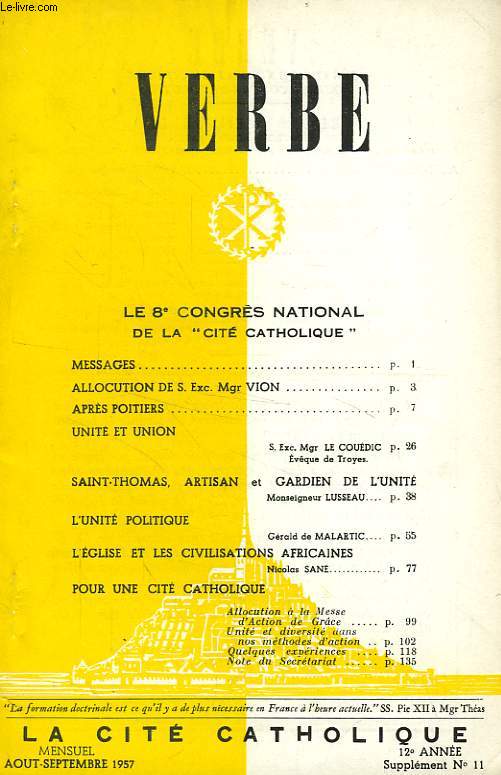 Le-livre.com
VERBE
LE 8e CONGRÈS NATIONAL
DE LA "CITÉ CATHOLIQUE"
MESSAGES ........ p. 1
ALLOCUTION DE S. Exc. Mgr VION ........ p. 3
APRÈS POITIERS ........ p. 7
UNITÉ ET UNION
S. Exc. Mgr LE COUÉDIC p. 26
Évêque de Troyes.
SAINT-THOMAS, ARTISAN et GARDIEN DE L'UNITÉ
Monseigneur LUSSEAU.... p. 38
L'UNITÉ POLITIQUE
Gérald de MALARTIC.... p. 55
L'ÉGLISE ET LES CIVILISATIONS AFRICAINES
Nicolas SANE........... p. 77
POUR UNE CITÉ CATHOLIQUE
Allocution à la Messe
d'Action de Grâce ..... p. 99
Unité et diversité dans
nos méthodes d'action .. p. 102
Quelques expériences .... p. 118
Note du Secrétariat ...... p. 135
"La formation doctrinale est ce qu'il y a de plus nécessaire en France à l'heure actuelle." SS. Pie XII à Mgr Théas
LA CITÉ CATHOLIQUE
MENSUEL 12e ANNÉE
AOUT-SEPTEMBRE 1957 Supplément No 11